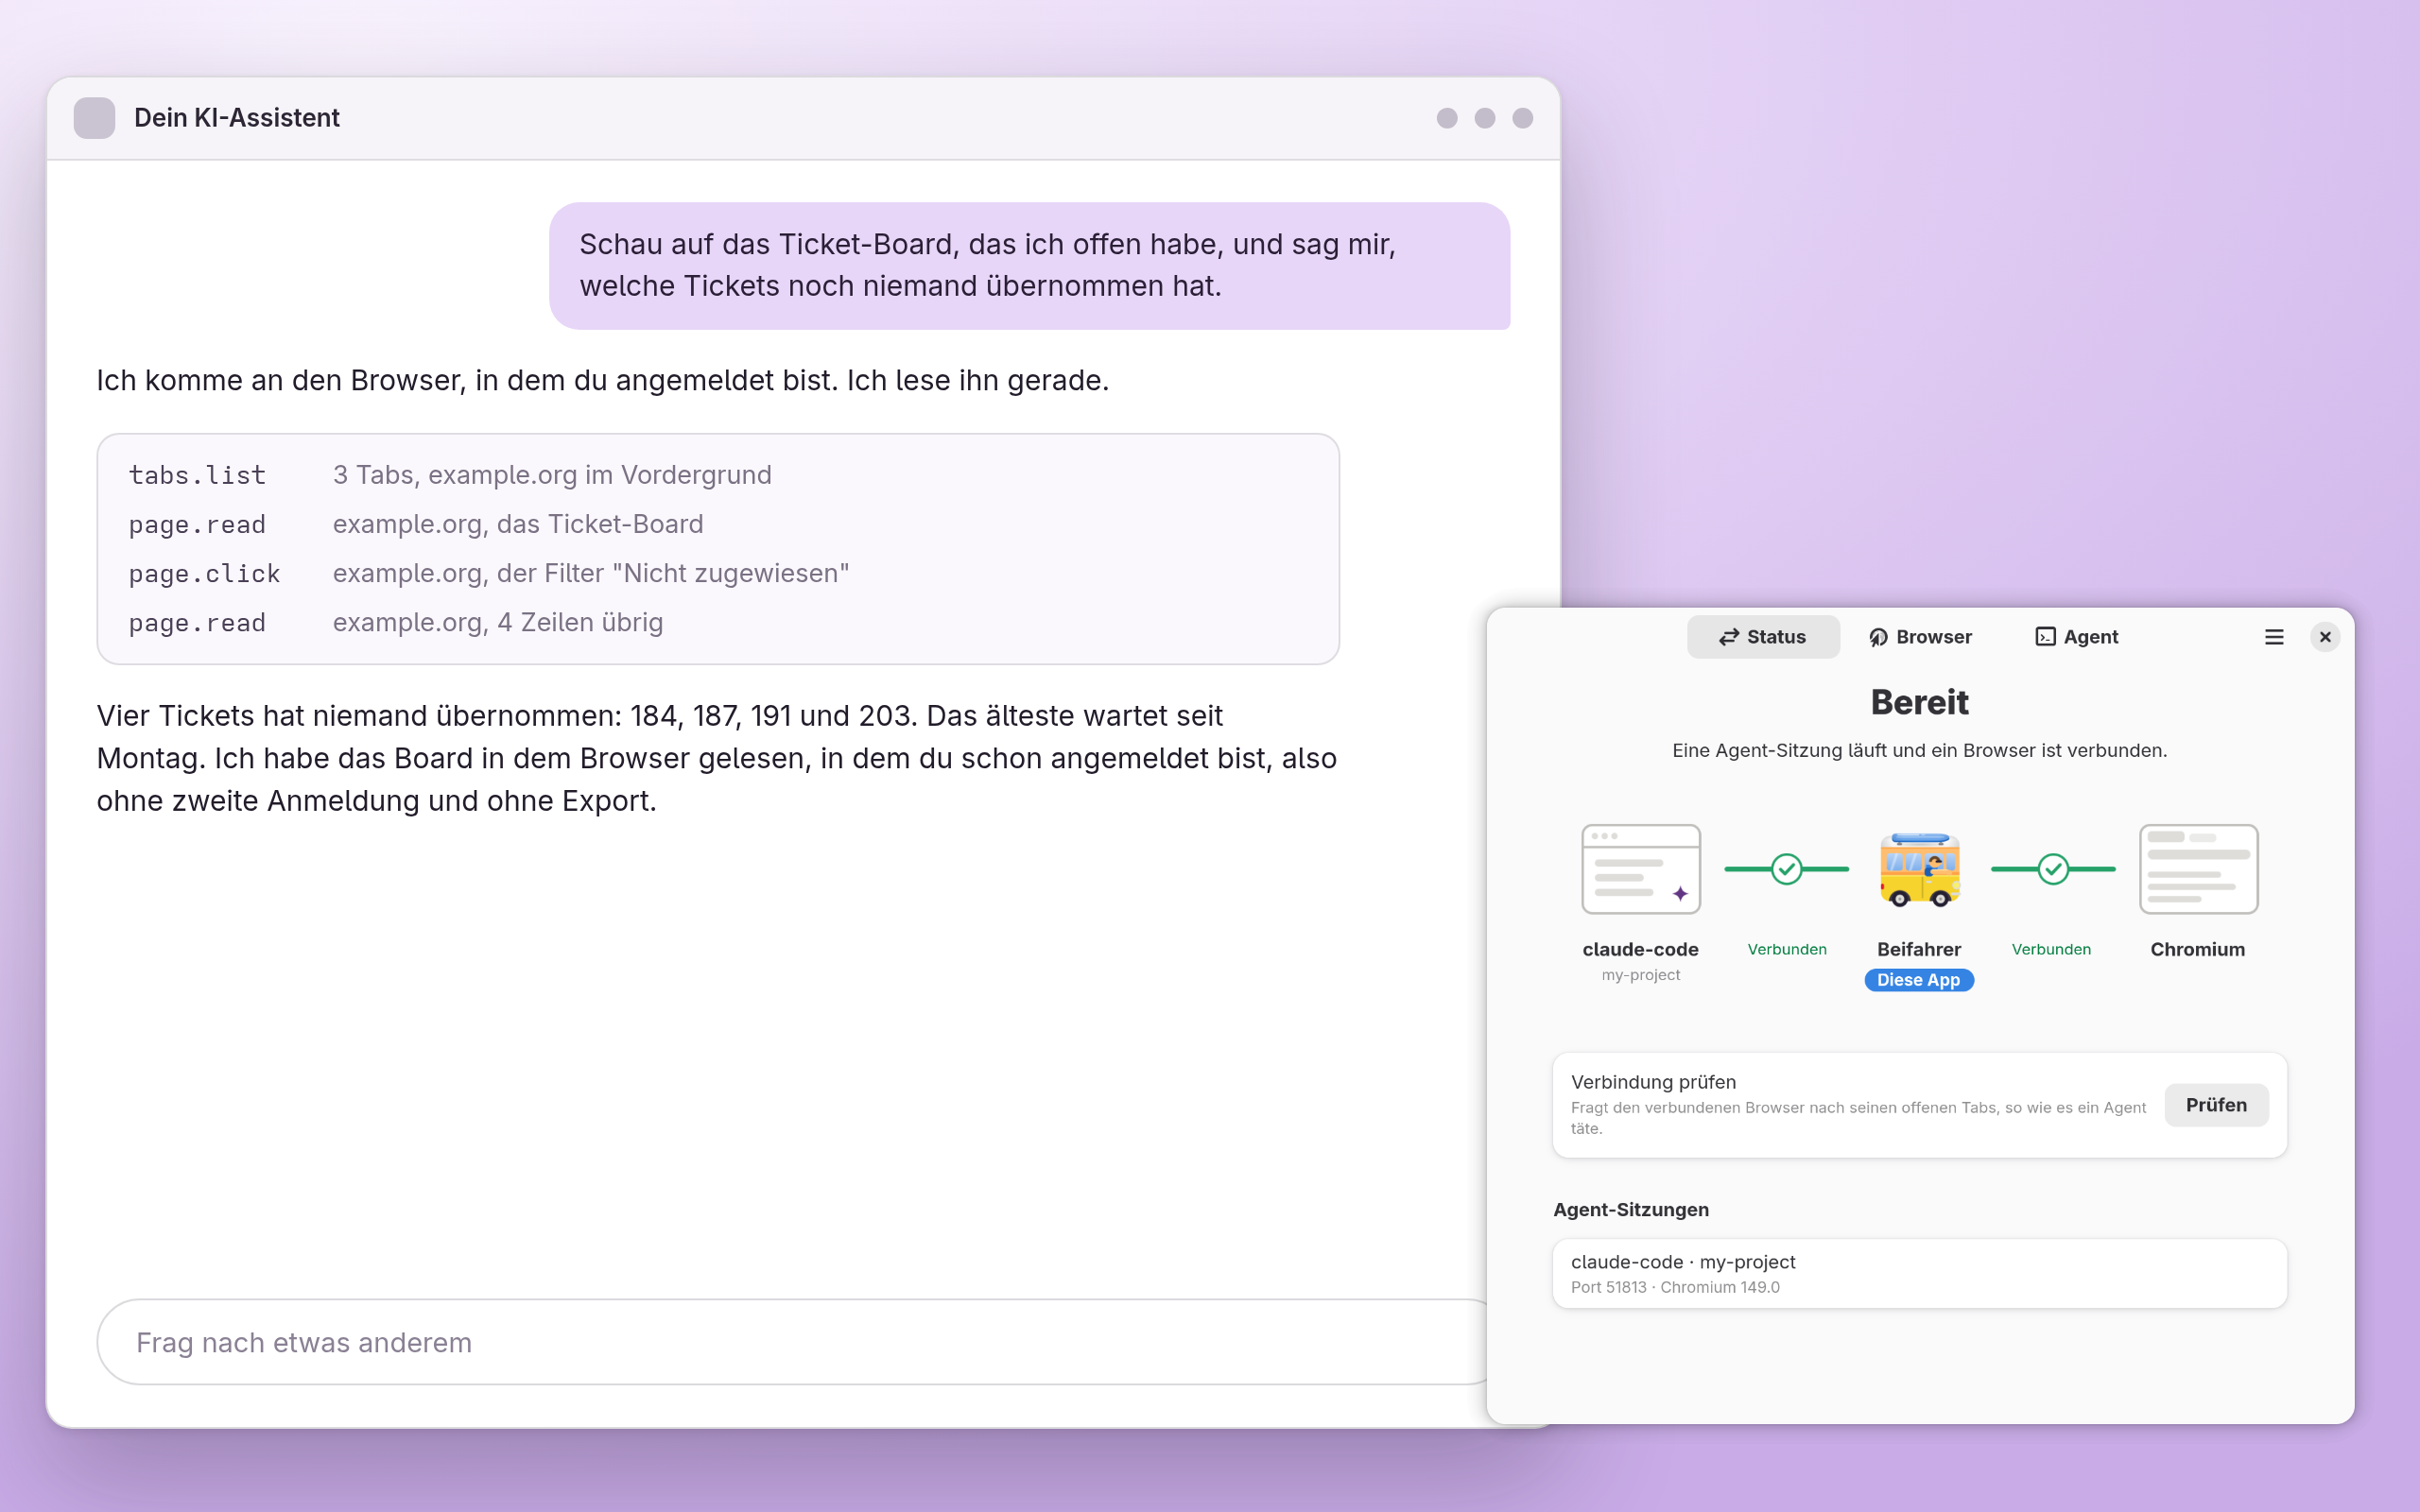 Dein KI-Assistent
Schau auf das Ticket-Board, das ich offen habe, und sag mir,
welche Tickets noch niemand übernommen hat.
Ich komme an den Browser, in dem du angemeldet bist. Ich lese ihn gerade.
tabs.list 3 Tabs, example.org im Vordergrund
page.read example.org, das Ticket-Board
page.click example.org, der Filter "Nicht zugewiesen"
page.read example.org, 4 Zeilen übrig
Vier Tickets hat niemand übernommen: 184, 187, 191 und 203. Das älteste wartet seit
Montag. Ich habe das Board in dem Browser gelesen, in dem du schon angemeldet bist, also
ohne zweite Anmeldung und ohne Export.
Frag nach etwas anderem
Status Browser Agent
Bereit
Eine Agent-Sitzung läuft und ein Browser ist verbunden.
claude-code Verbunden Beifahrer Verbunden Chromium
my-project Diese App
Verbindung prüfen
Fragt den verbundenen Browser nach seinen offenen Tabs, so wie es ein Agent
täte.
Prüfen
Agent-Sitzungen
claude-code · my-project
Port 51813 · Chromium 149.0